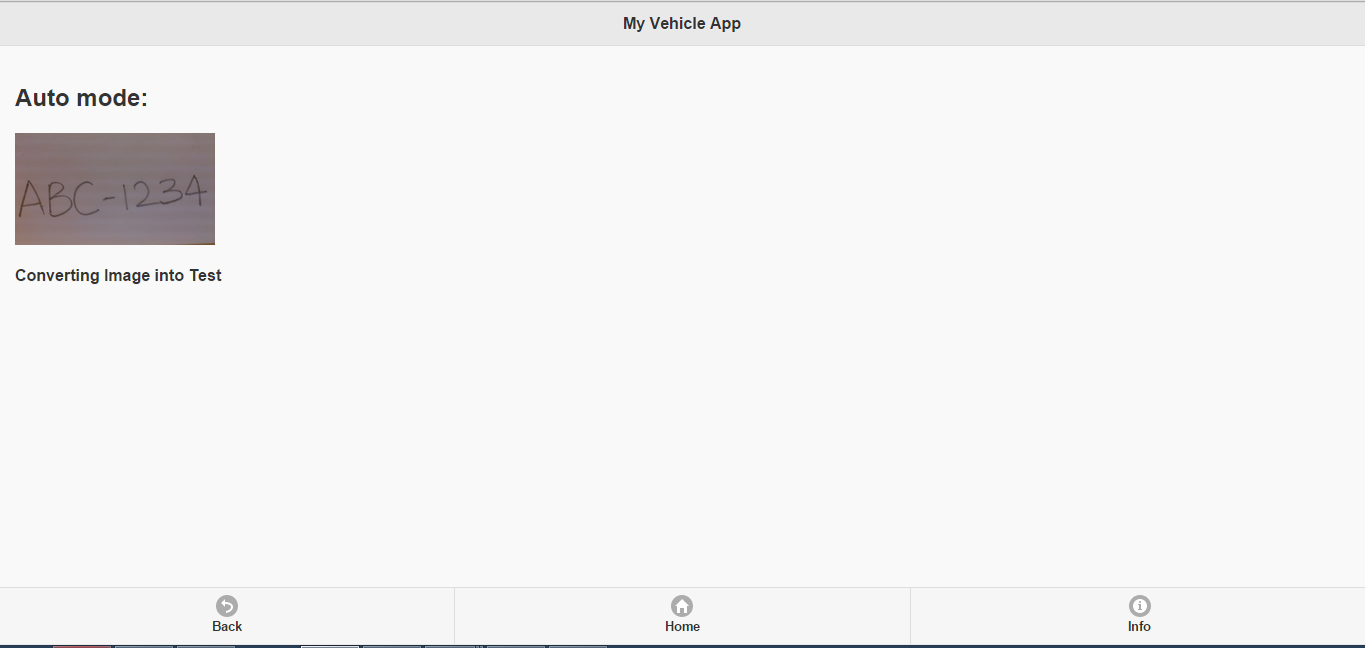 My Vehicle App
Auto mode:
ABC-1234
Converting Image into Test
Back
Home
Info